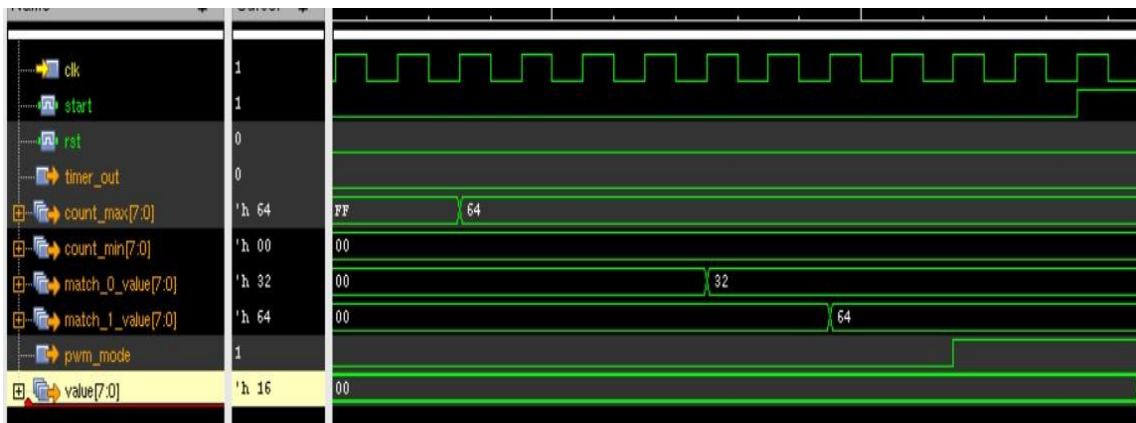 Name Cursor
clk 1
start 1
rst 0
timer_out 0
count_max[7:0] 'h 64 FF 64
count_min[7:0] 'h 00 00
match_0_value[7:0] 'h 32 00 32
match_1_value[7:0] 'h 64 00 64
pwm_mode 1
value[7:0] 'h 16 00